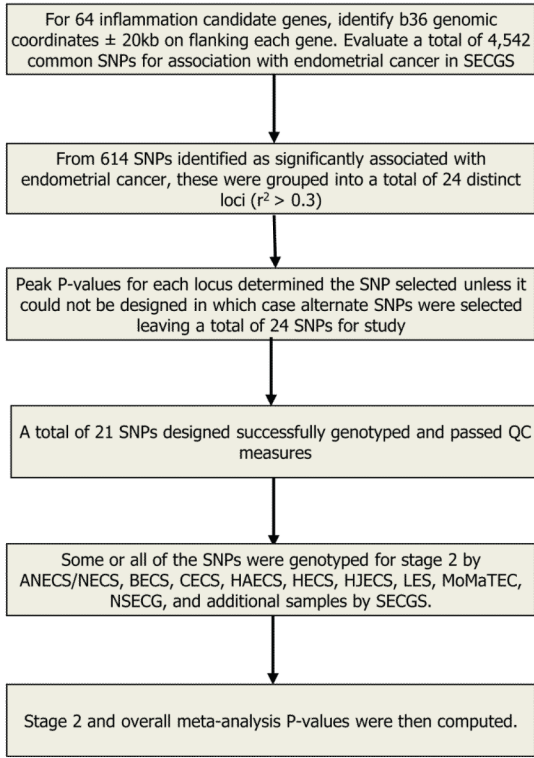 For 64 inflammation candidate genes, identify b36 genomic
coordinates ± 20kb on flanking each gene. Evaluate a total of 4,542
common SNPs for association with endometrial cancer in SECGS
From 614 SNPs identified as significantly associated with
endometrial cancer, these were grouped into a total of 24 distinct
loci (r² > 0.3)
Peak P-values for each locus determined the SNP selected unless it
could not be designed in which case alternate SNPs were selected
leaving a total of 24 SNPs for study
A total of 21 SNPs designed successfully genotyped and passed QC
measures
Some or all of the SNPs were genotyped for stage 2 by
ANECS/NECS, BECS, CECS, HAECS, HECS, HJECS, LES, MoMaTEC,
NSECG, and additional samples by SECGS.
Stage 2 and overall meta-analysis P-values were then computed.